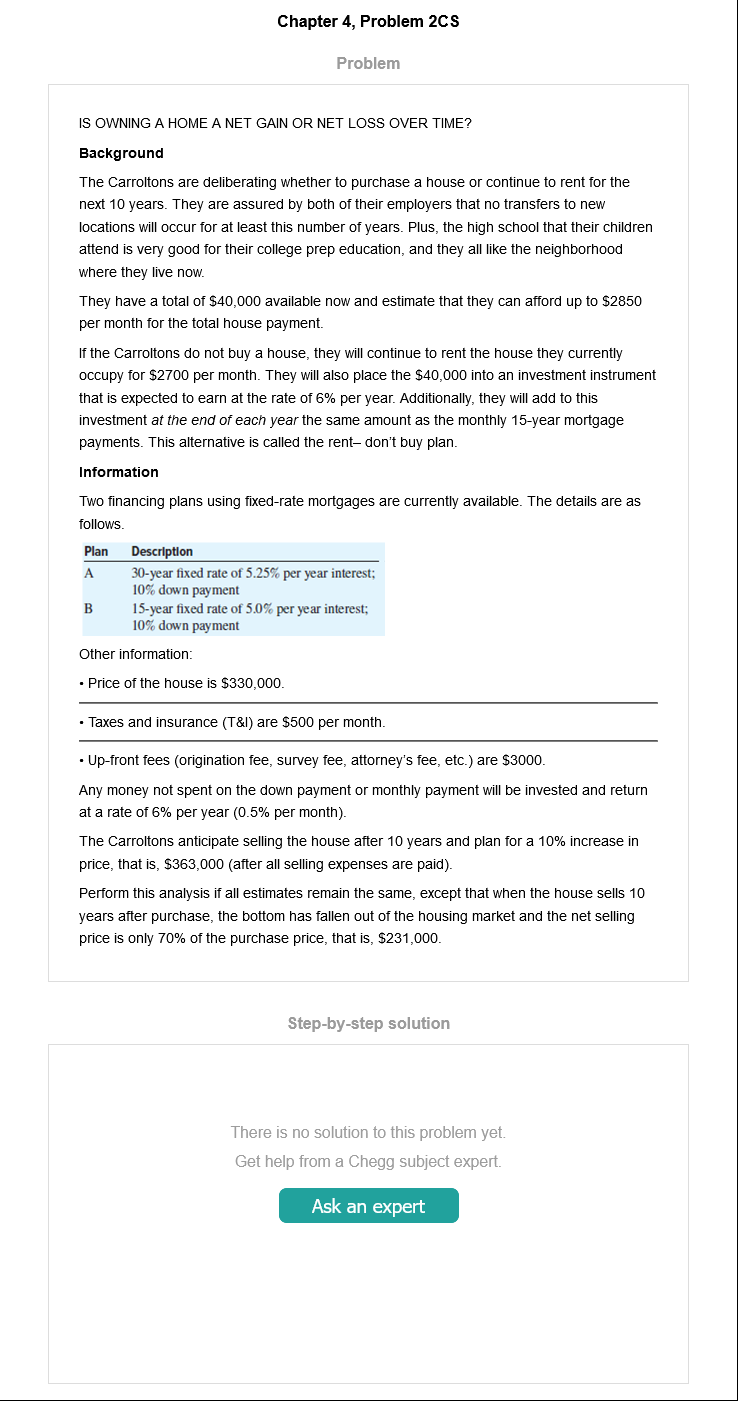 Chapter 4, Problem 2CS
Problem
IS OWNING A HOME A NET GAIN OR NET LOSS OVER TIME?
Background
The Carroltons are deliberating whether to purchase a house or continue to rent for the
next 10 years. They are assured by both of their employers that no transfers to new
locations will occur for at least this number of years. Plus, the high school that their children
attend is very good for their college prep education, and they all like the neighborhood
where they live now.
They have a total of $40,000 available now and estimate that they can afford up to $2850
per month for the total house payment.
If the Carroltons do not buy a house, they will continue to rent the house they currently
occupy for $2700 per month. They will also place the $40,000 into an investment instrument
that is expected to earn at the rate of 6% per year. Additionally, they will add to this
investment at the end of each year the same amount as the monthly 15-year mortgage
payments. This alternative is called the rent– don't buy plan.
Information
Two financing plans using fixed-rate mortgages are currently available. The details are as
follows.
Plan Description
A 30-year fixed rate of 5.25% per year interest;
10% down payment
B 15-year fixed rate of 5.0% per year interest;
10% down payment
Other information:
• Price of the house is $330,000.
• Taxes and insurance (T&I) are $500 per month.
• Up-front fees (origination fee, survey fee, attorney's fee, etc.) are $3000.
Any money not spent on the down payment or monthly payment will be invested and return
at a rate of 6% per year (0.5% per month).
The Carroltons anticipate selling the house after 10 years and plan for a 10% increase in
price, that is, $363,000 (after all selling expenses are paid).
Perform this analysis if all estimates remain the same, except that when the house sells 10
years after purchase, the bottom has fallen out of the housing market and the net selling
price is only 70% of the purchase price, that is, $231,000.
Step-by-step solution
There is no solution to this problem yet.
Get help from a Chegg subject expert.
Ask an expert